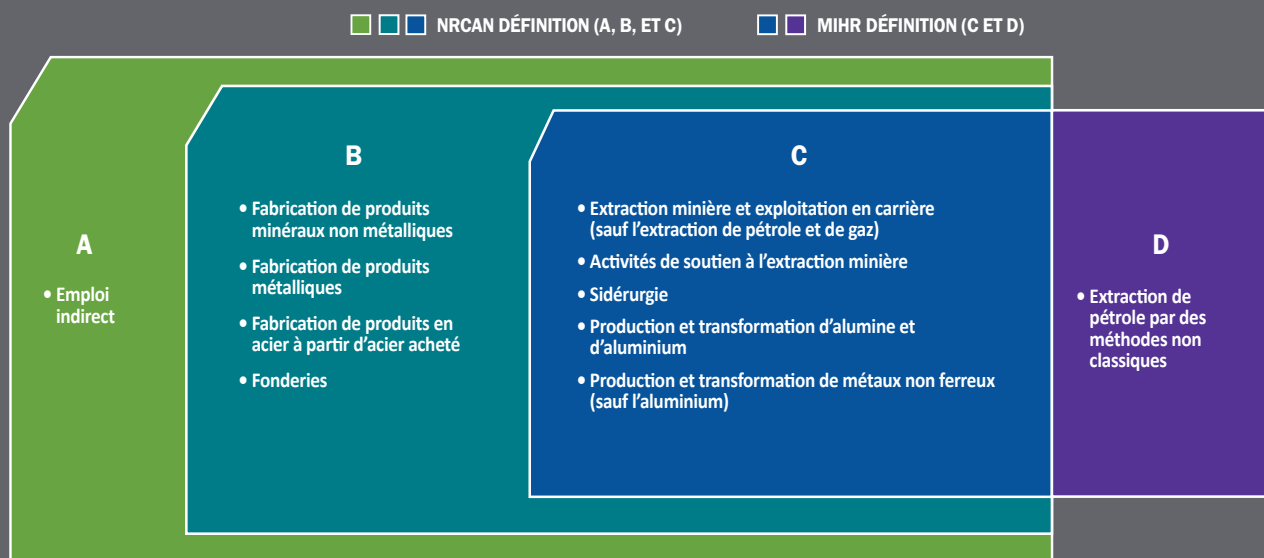 NRCAN DÉFINITION (A, B, ET C)
MIHR DÉFINITION (C ET D)
A
• Emploi
indirect
B
• Fabrication de produits
minéraux non métalliques
• Fabrication de produits
métalliques
• Fabrication de produits en
acier à partir d'acier acheté
• Fonderies
C
• Extraction minière et exploitation en carrière
(sauf l'extraction de pétrole et de gaz)
• Activités de soutien à l'extraction minière
• Sidérurgie
• Production et transformation d'alumine et
d'aluminium
• Production et transformation de métaux non ferreux
(sauf l'aluminium)
D
• Extraction de
pétrole par des
méthodes non
classiques